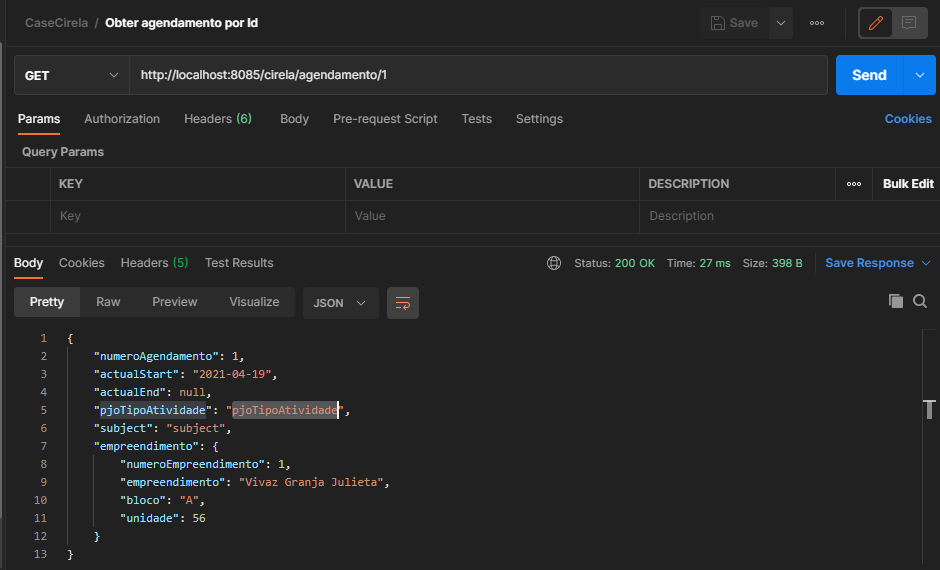 CaseCirela / Obter agendamento por Id
Save
GET http://localhost:8085/cirela/agendamento/1 Send
Params Authorization Headers (6) Body Pre-request Script Tests Settings Cookies
Query Params
KEY VALUE DESCRIPTION Bulk Edit
Key Value Description
Body Cookies Headers (5) Test Results Status: 200 OK Time: 27 ms Size: 398 B Save Response
Pretty Raw Preview Visualize JSON
1 {
2 "numeroAgendamento": 1,
3 "actualStart": "2021-04-19",
4 "actualEnd": null,
5 "pjoTipoAtividade": "pjoTipoAtividade",
6 "subject": "subject",
7 "empreendimento": {
8 "numeroEmpreendimento": 1,
9 "empreendimento": "Vivaz Granja Julieta",
10 "bloco": "A",
11 "unidade": 56
12 }
13 }